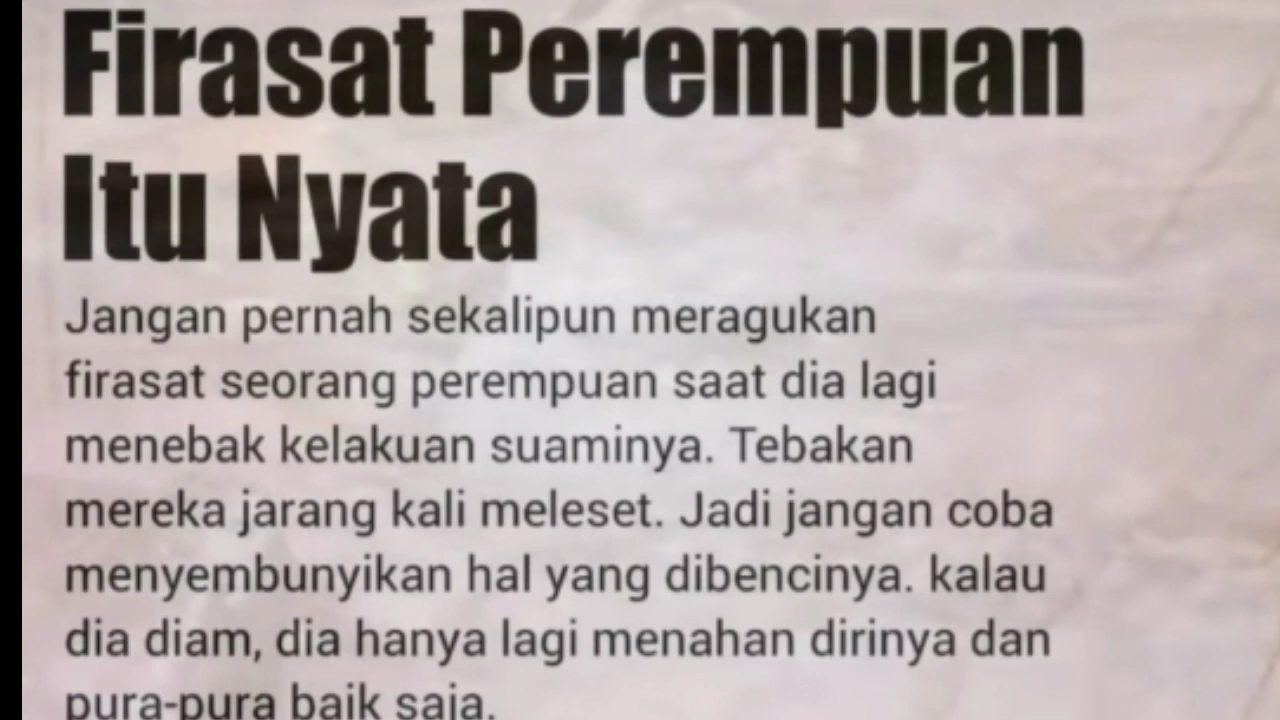 Firasat Perempuan
Itu Nyata
Jangan pernah sekalipun meragukan
firasat seorang perempuan saat dia lagi
menebak kelakuan suaminya. Tebakan
mereka jarang kali meleset. Jadi jangan coba
menyembunyikan hal yang dibencinya. kalau
dia diam, dia hanya lagi menahan dirinya dan
pura-pura baik saja.